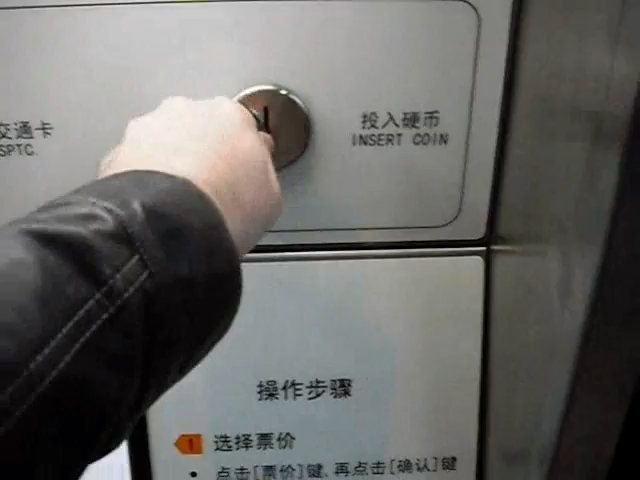 交通卡
SPTC
投入硬币
INSERT COIN
操作步骤
1 选择票价
• 点击[票价]键,再点击[确认]键